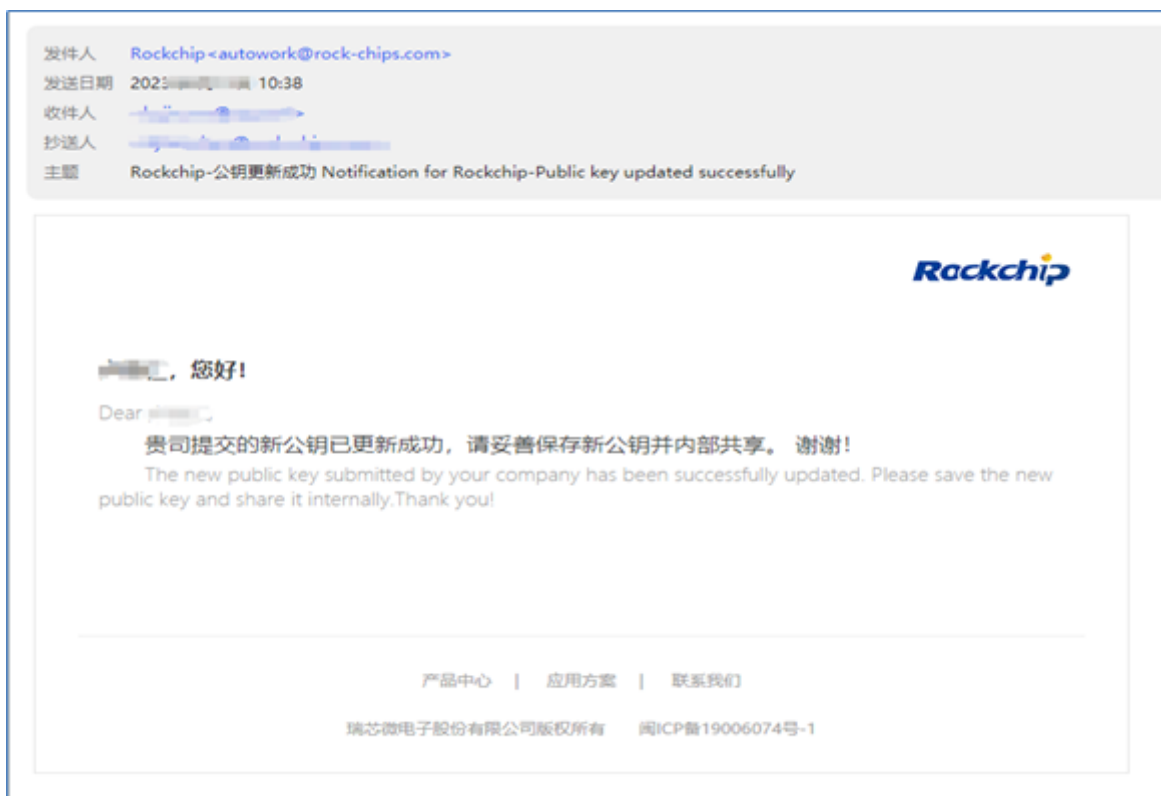 发件人 Rockchip<autowork@rock-chips.com>
发送日期 202 10:38
收件人
抄送人
主题 Rockchip-公钥更新成功 Notification for Rockchip-Public key updated successfully
Rockchip
，您好！
Dear
贵司提交的新公钥已更新成功，请妥善保存新公钥并内部共享。 谢谢！
The new public key submitted by your company has been successfully updated. Please save the new
public key and share it internally.Thank you!
产品中心 | 应用方案 | 联系我们
瑞芯微电子股份有限公司版权所有 闽ICP备19006074号-1